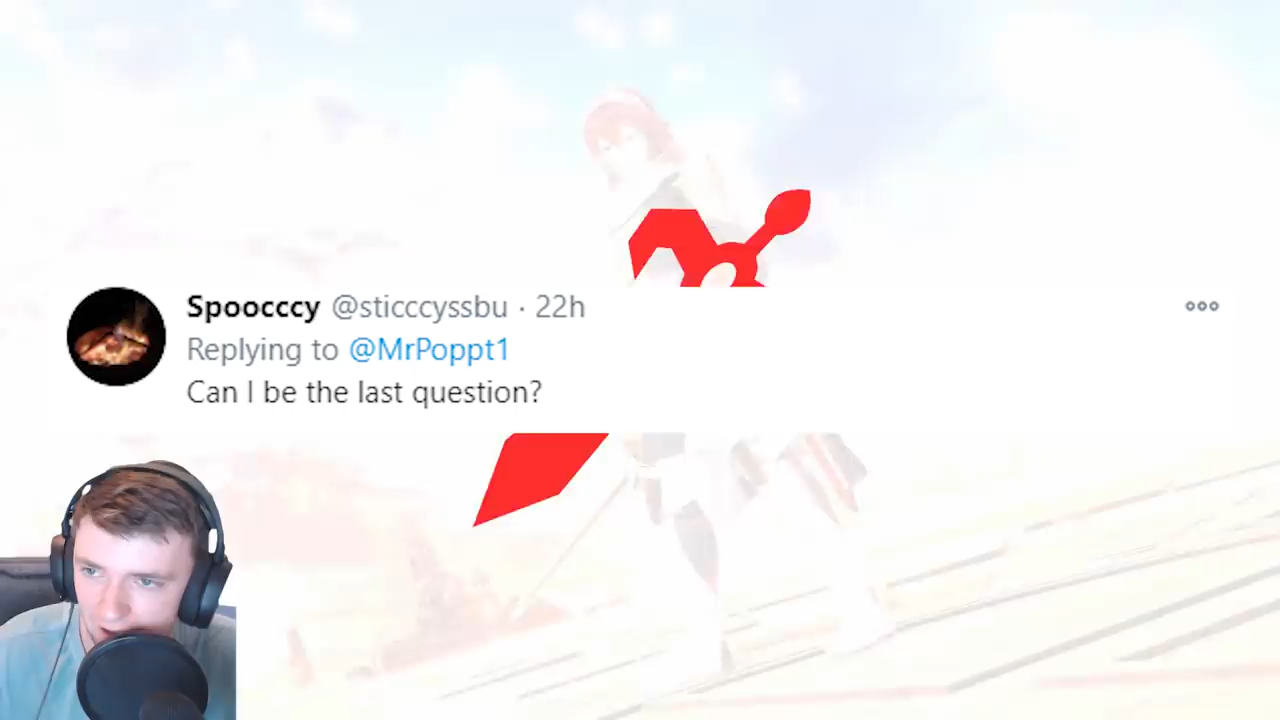 Spoocccy @sticccyssbu · 22h
Replying to @MrPoppt1
Can I be the last question?